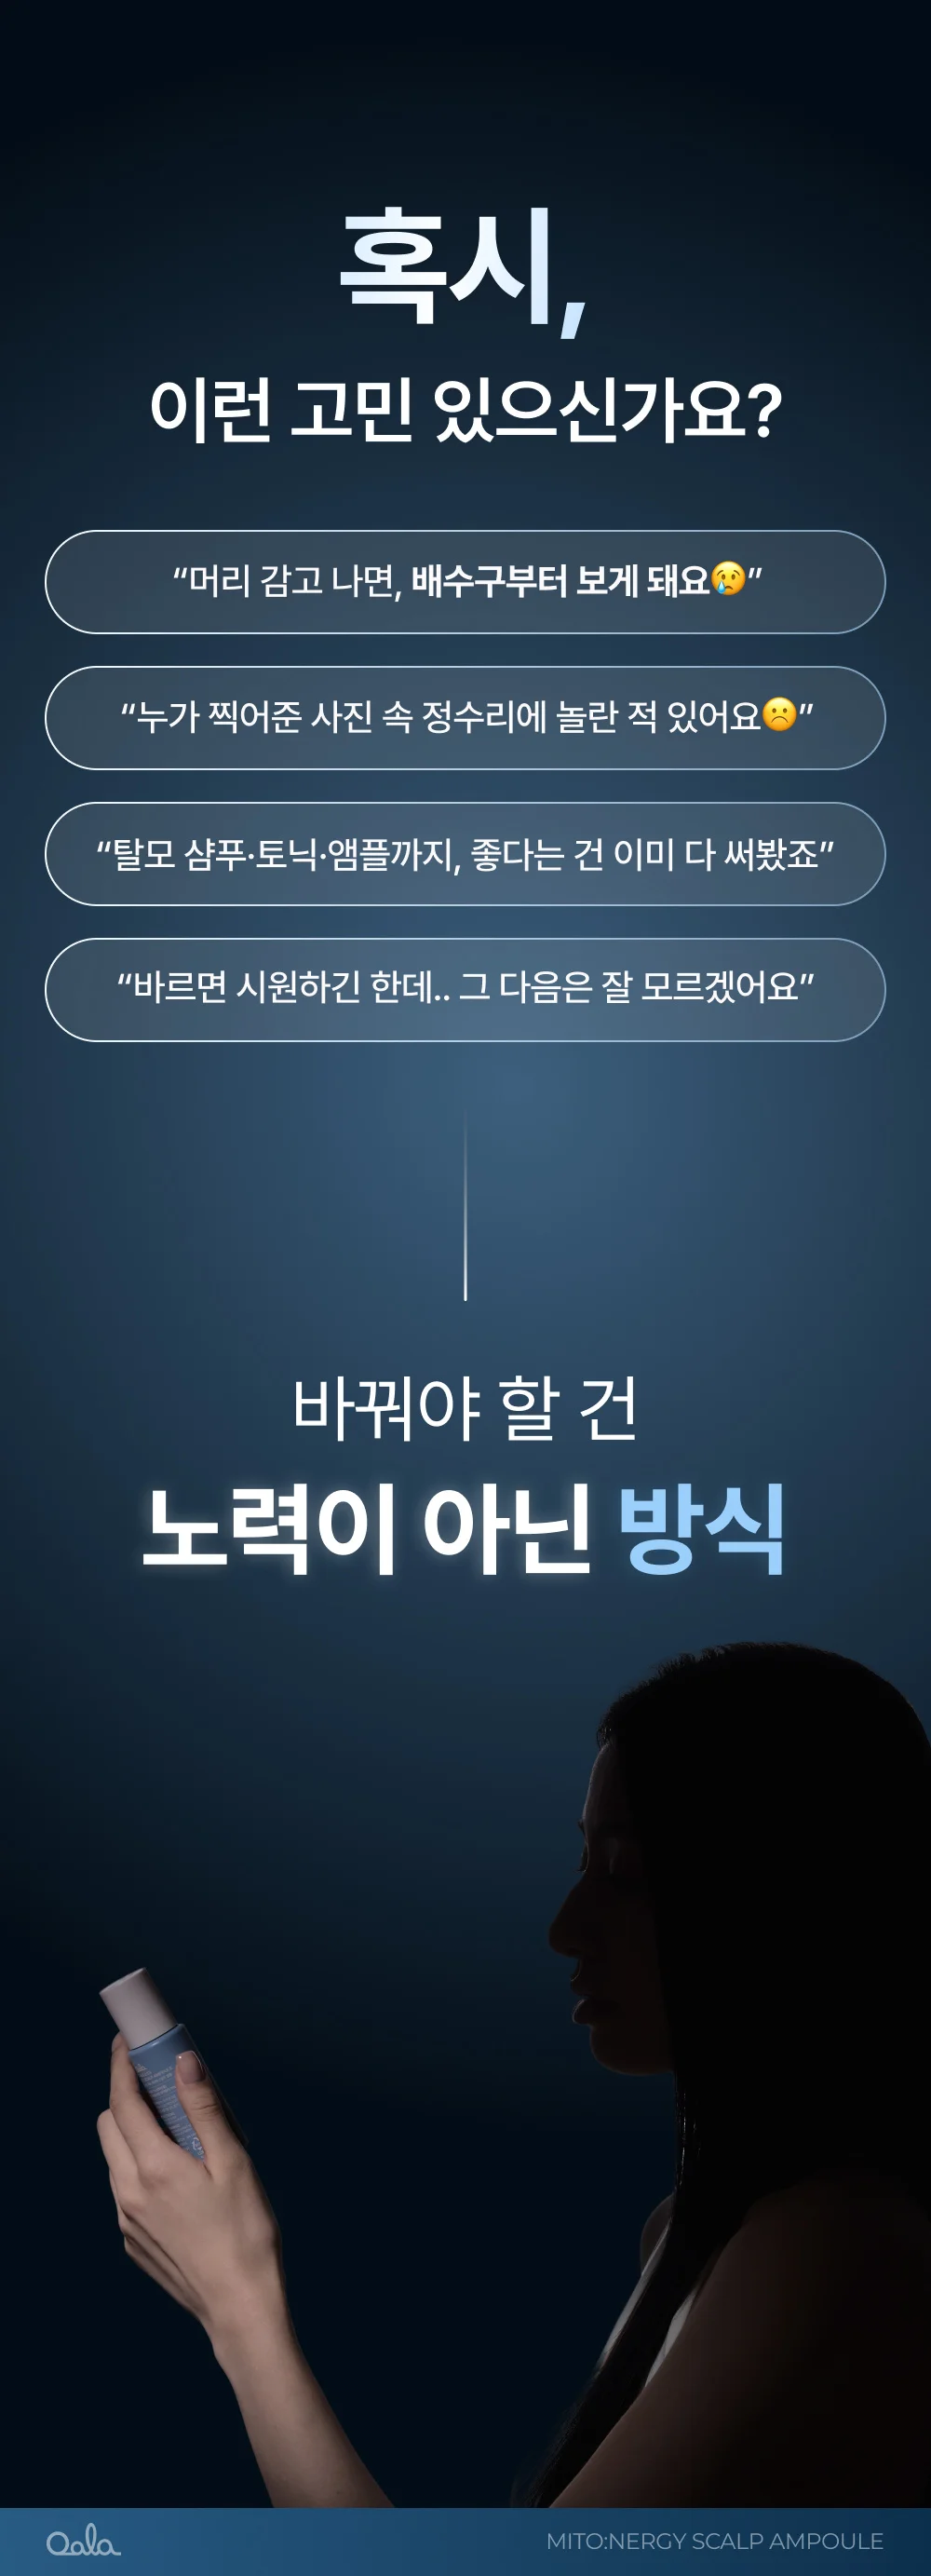 혹시,
이런 고민 있으신가요?
“머리 감고 나면, 배수구부터 보게 돼요😢”
“누가 찍어준 사진 속 정수리에 놀란 적 있어요☹️”
“탈모 샴푸·토닉·앰플까지, 좋다는 건 이미 다 써봤죠”
“바르면 시원하긴 한데.. 그 다음은 잘 모르겠어요”
바꿔야 할 건
노력이 아닌 방식
Qala
MITO:NERGY SCALP AMPOULE